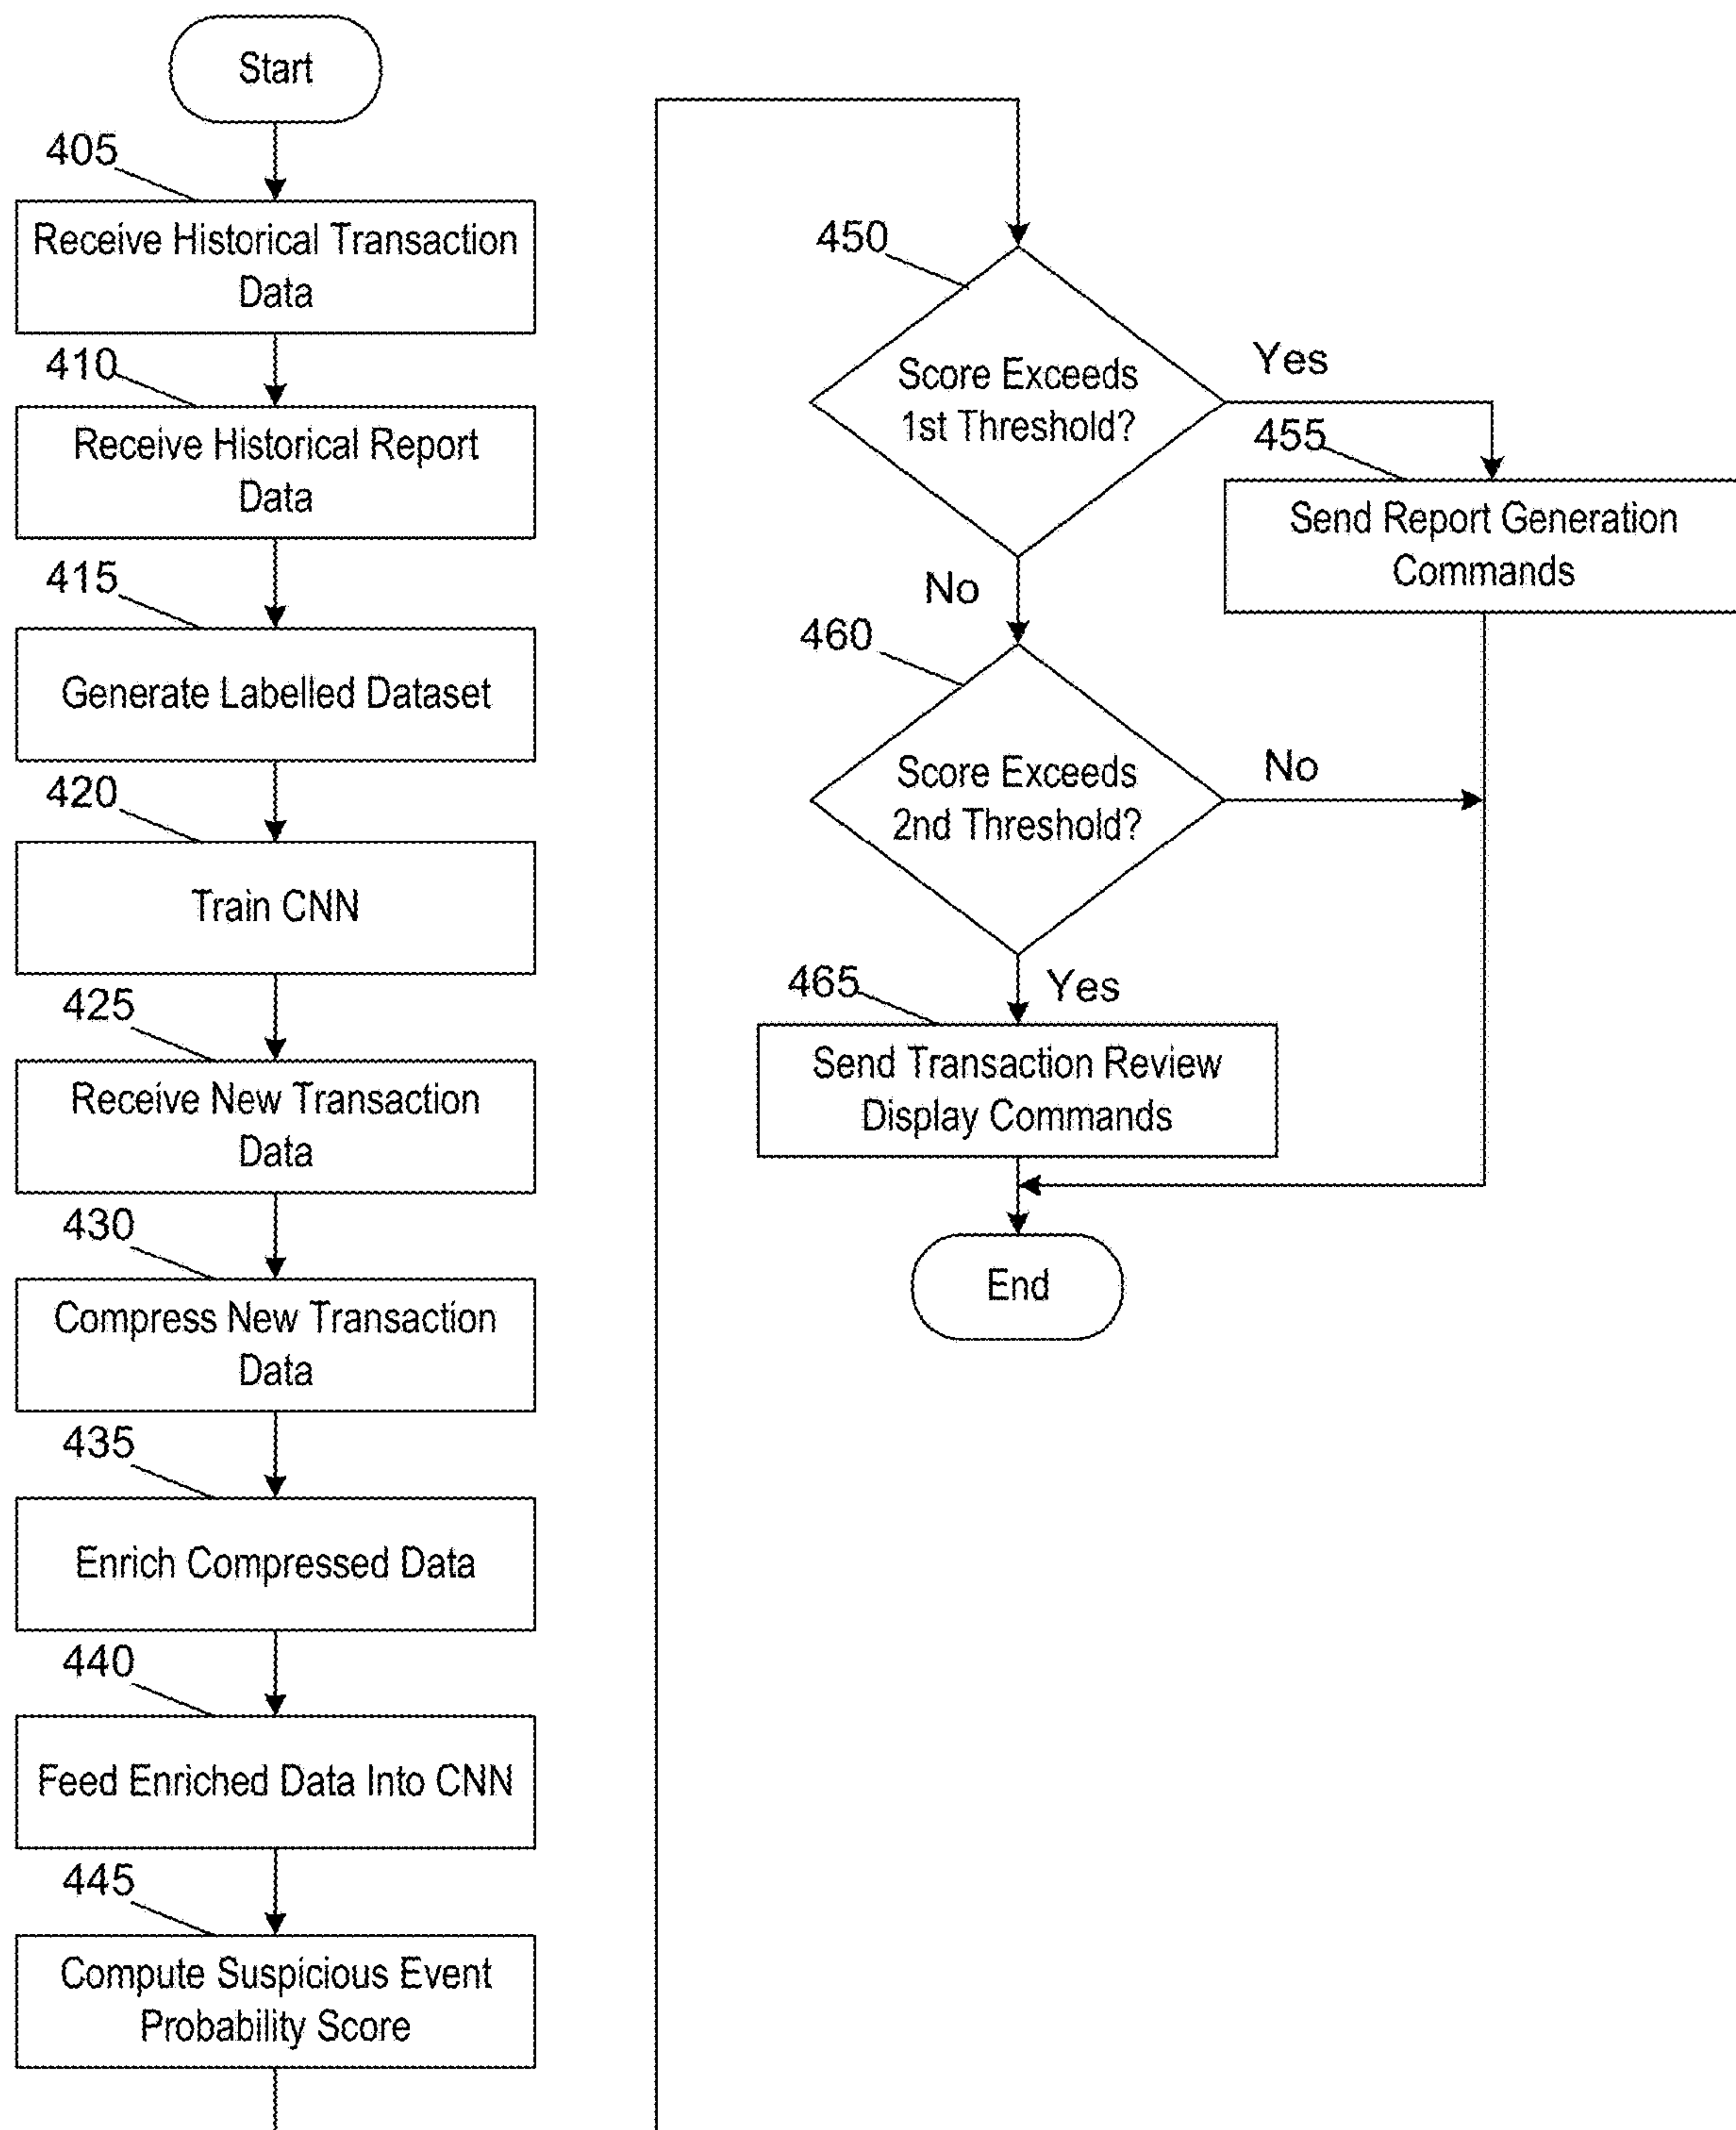 Start
405
Receive Historical Transaction
Data
410
Receive Historical Report
Data
415
Generate Labelled Dataset
420
Train CNN
425
Receive New Transaction
Data
430
Compress New Transaction
Data
435
Enrich Compressed Data
440
Feed Enriched Data Into CNN
445
Compute Suspicious Event
Probability Score
450
Score Exceeds
1st Threshold?
Yes
455
Send Report Generation
Commands
No
460
Score Exceeds
2nd Threshold?
No
465
Yes
Send Transaction Review
Display Commands
End